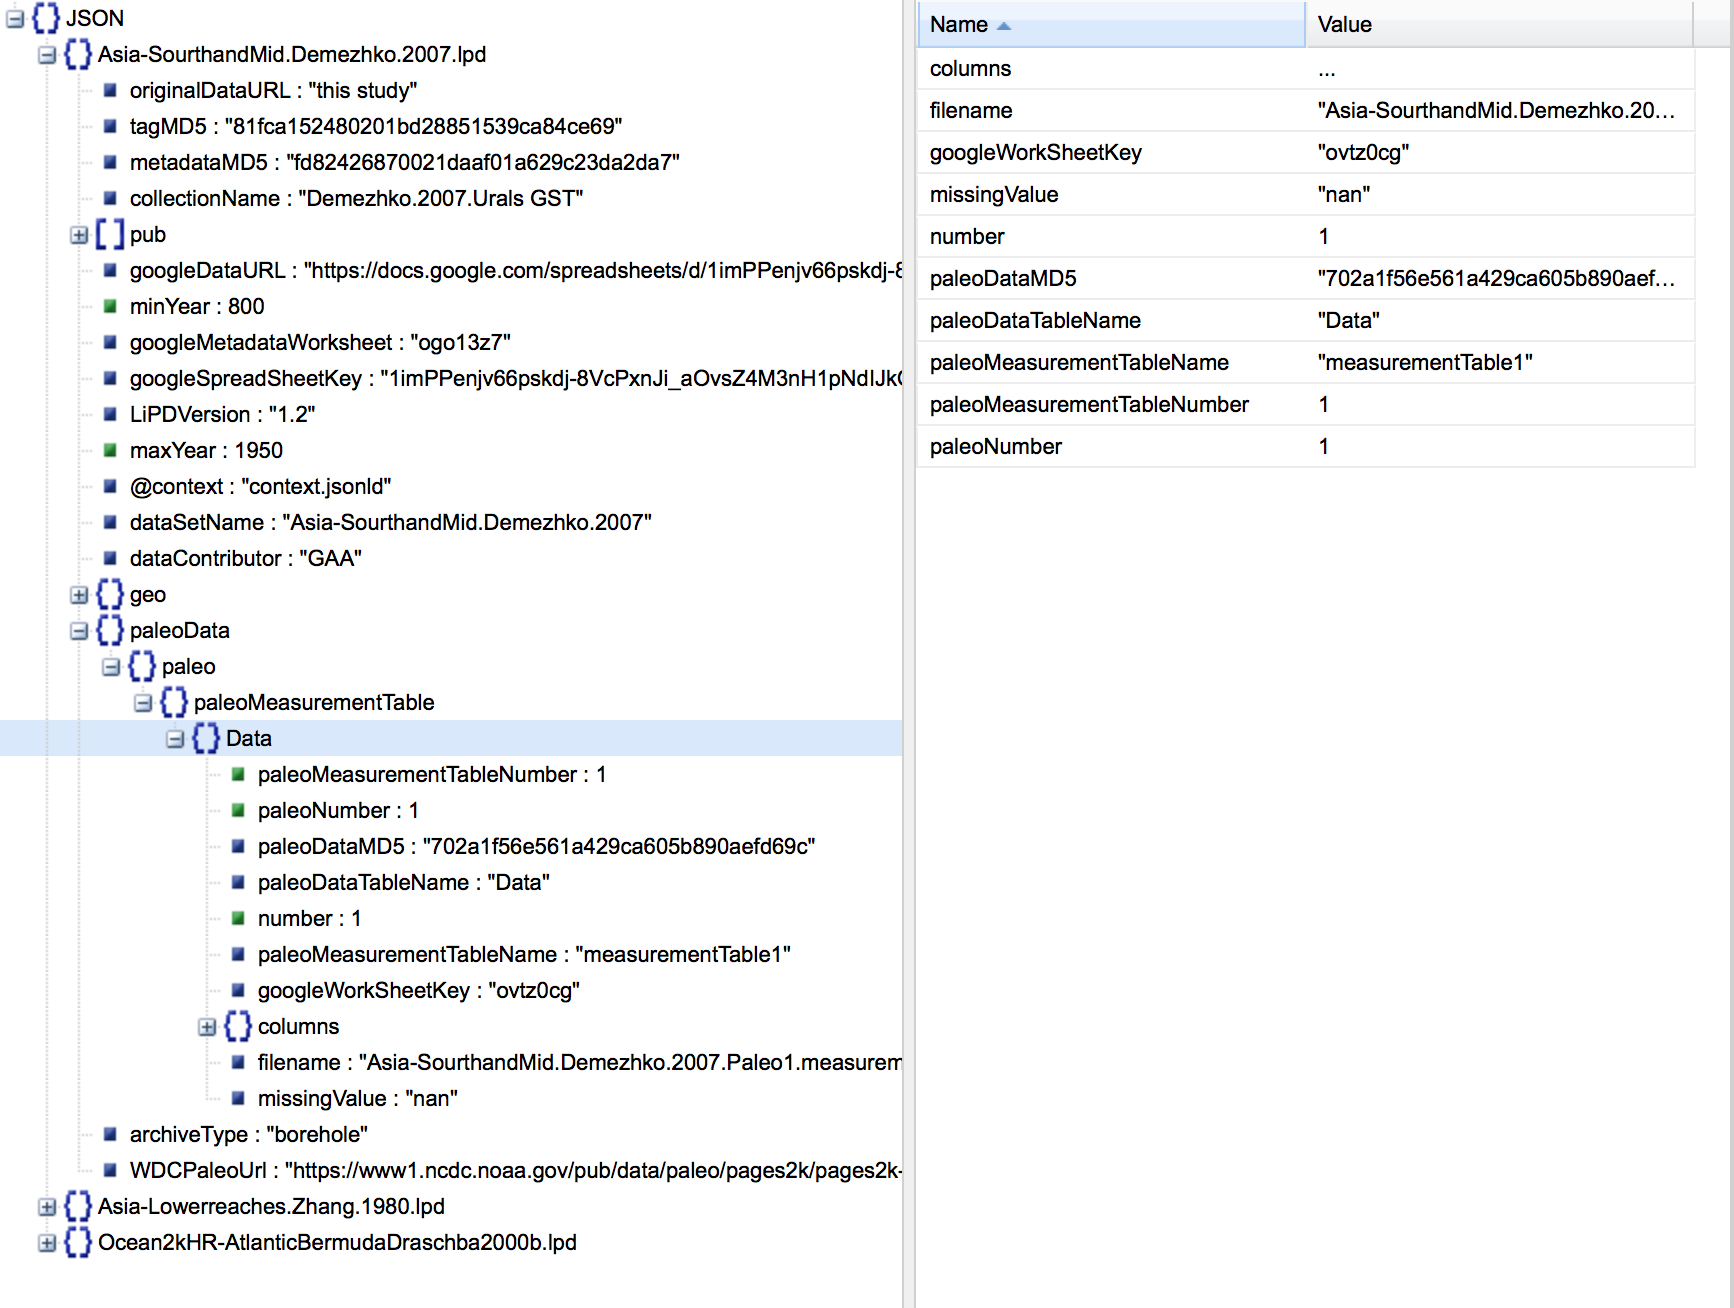 JSON
Asia-SourthandMid.Demezhko.2007.lpd
originalDataURL : "this study"
tagMD5 : "81fca152480201bd28851539ca84ce69"
metadataMD5 : "fd82426870021daaf01a629c23da2da7"
collectionName : "Demezhko.2007.Urals GST"
pub
googleDataURL : "https://docs.google.com/spreadsheets/d/1imPPenjv66pskdj-8
minYear : 800
googleMetadataWorksheet : "ogo13z7"
googleSpreadSheetKey : "1imPPenjv66pskdj-8VcPxnJi_aOvsZ4M3nH1pNdIJk
LiPDVersion : "1.2"
maxYear : 1950
@context : "context.jsonld"
dataSetName : "Asia-SourthandMid.Demezhko.2007"
dataContributor : "GAA"
geo
paleoData
paleo
paleoMeasurementTable
Data
paleoMeasurementTableNumber : 1
paleoNumber : 1
paleoDataMD5 : "702a1f56e561a429ca605b890aefd69c"
paleoDataTableName : "Data"
number : 1
paleoMeasurementTableName : "measurementTable1"
googleWorkSheetKey : "ovtz0cg"
columns
filename : "Asia-SourthandMid.Demezhko.2007.Paleo1.measurem
missingValue : "nan"
archiveType : "borehole"
WDCPaleoUrl : "https://www1.ncdc.noaa.gov/pub/data/paleo/pages2k/pages2k-
Asia-Lowerreaches.Zhang.1980.lpd
Ocean2kHR-AtlanticBermudaDraschba2000b.lpd
Name Value
columns ...
filename "Asia-SourthandMid.Demezhko.20...
googleWorkSheetKey "ovtz0cg"
missingValue "nan"
number 1
paleoDataMD5 "702a1f56e561a429ca605b890aef...
paleoDataTableName "Data"
paleoMeasurementTableName "measurementTable1"
paleoMeasurementTableNumber 1
paleoNumber 1